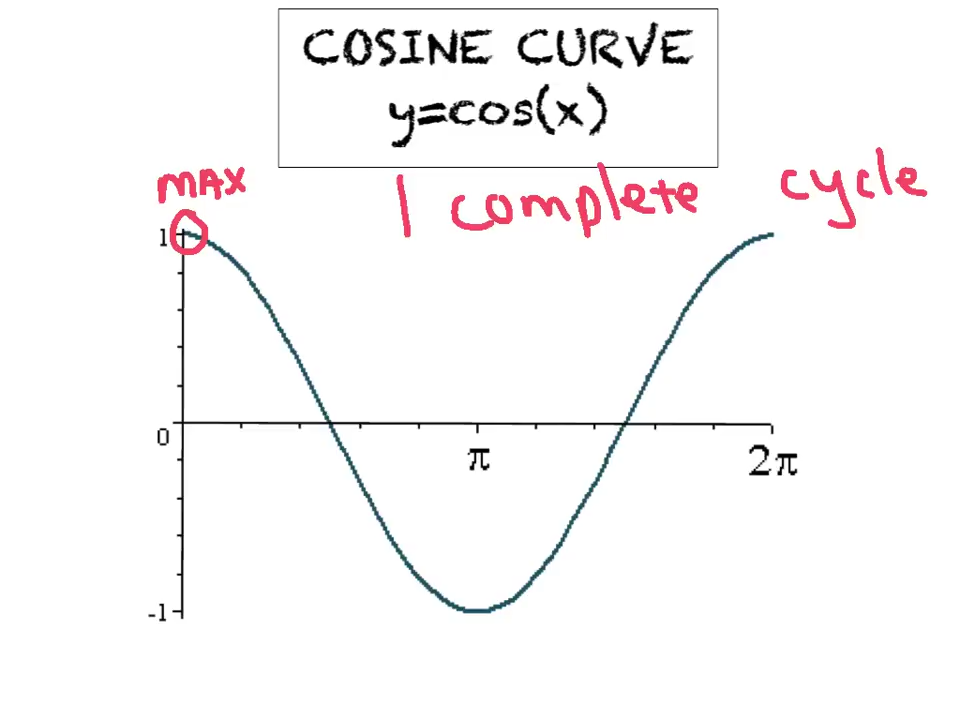 COSINE CURVE
y=cos(x)
MAX
1 complete cycle
1
0
π
2π
-1